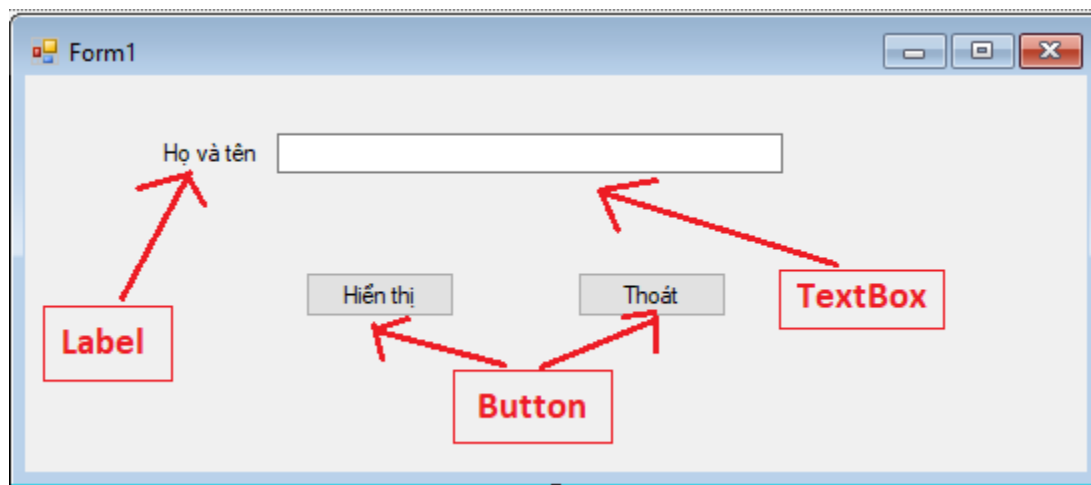 Form1
Họ và tên
Hiển thị
Thoát
TextBox
Label
Button